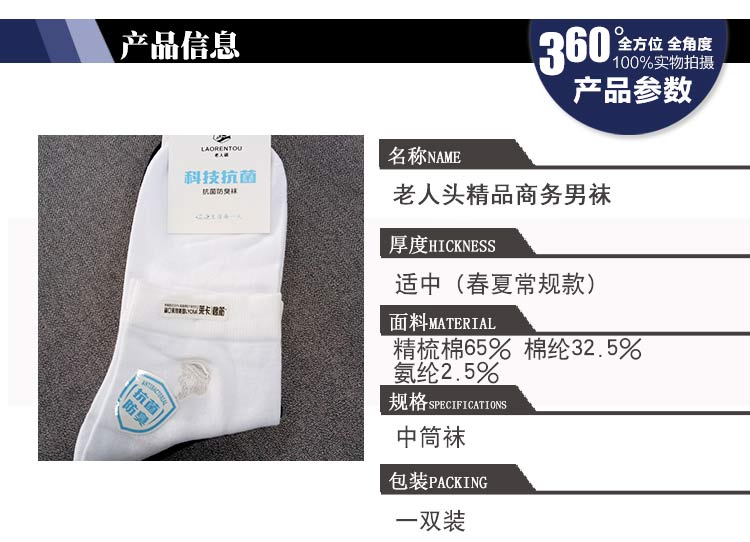 产品信息
360°全方位 全角度
100%实物拍摄
产品参数
LAORENTOU
老人頭
科技抗菌
抗菌防臭袜
ANTIBACTERIAL
抗菌
防臭
名称NAME
老人头精品商务男袜
厚度HICKNESS
适中（春夏常规款）
面料MATERIAL
精梳棉65% 棉纶32.5%
氨纶2.5%
规格SPECIFICATIONS
中筒袜
包装PACKING
一双装